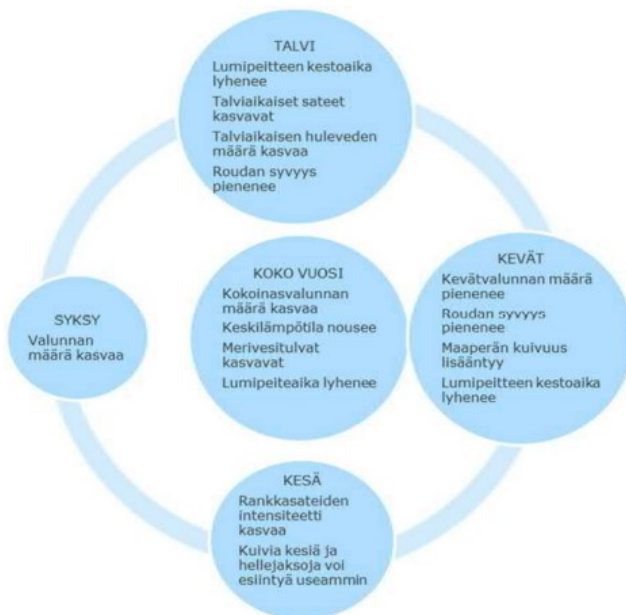 TALVI
Lumipeitteen kestoaika
lyhenee
Talviaikaiset sateet
kasvavat
Talviaikaisen huleveden
määrä kasvaa
Roudan syvyys
pienenee
KEVÄT
Kevätvalunnan määrä
pienenee
Roudan syvyys
pienenee
Maaperän kuivuus
lisääntyy
Lumipeitteen kestoaika
lyhenee
KOKO VUOSI
Kokoinasvalunnan
määrä kasvaa
Keskilämpötila nousee
Merivesitulvat
kasvavat
Lumipeiteaika lyhenee
SYKSY
Valunnan
määrä kasvaa
KESÄ
Rankkasateiden
intensiteetti
kasvaa
Kuivia kesiä ja
hellejaksoja voi
esiintyä useammin